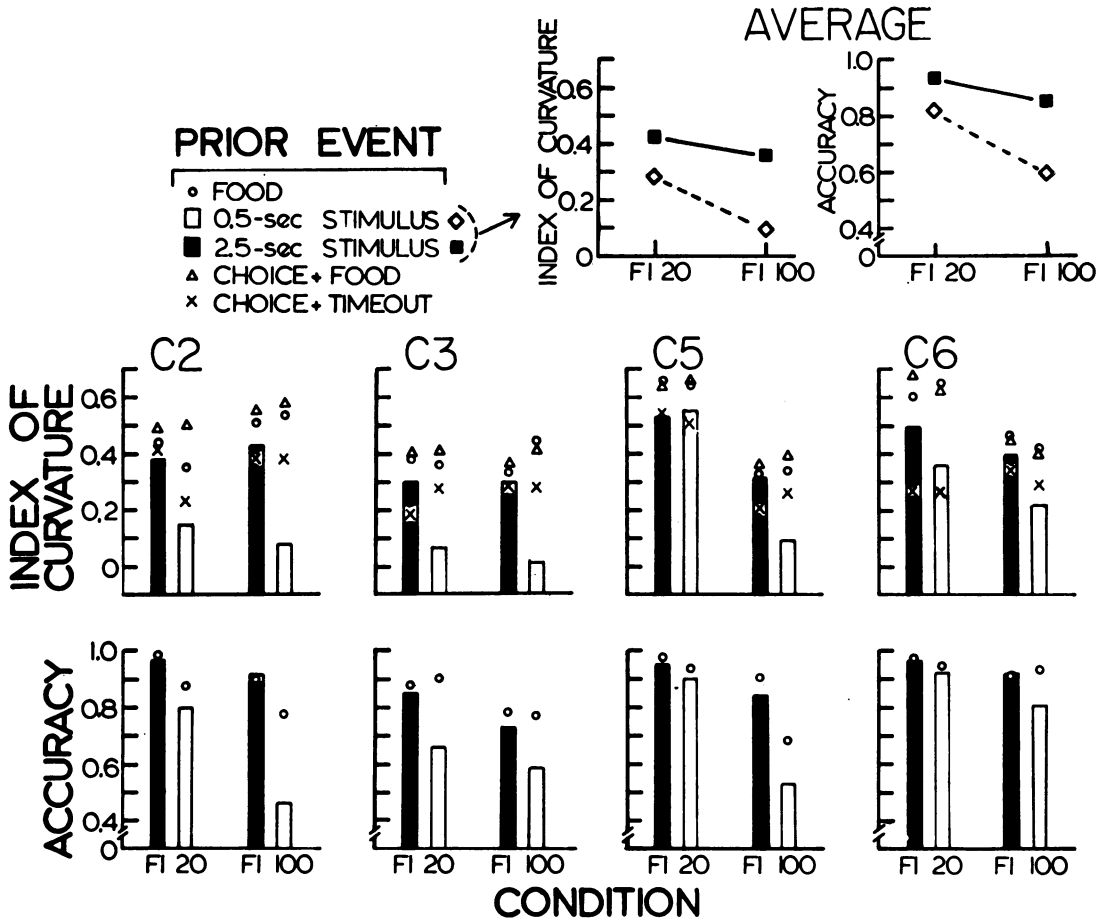 AVERAGE
INDEX OF CURVATURE
0.6
0.4
0.2
0
FI 20
FI 100
ACCURACY
1.0
0.8
0.6
0.4
0
FI 20
FI 100
PRIOR EVENT
FOOD
0.5-sec STIMULUS
2.5-sec STIMULUS
CHOICE + FOOD
CHOICE + TIMEOUT
INDEX OF
CURVATURE
C2
C3
C5
C6
0.6
0.4
0.2
0
ACCURACY
1.0
0.8
0.6
0.4
0
FI 20
FI 100
FI 20
FI 100
FI 20
FI 100
FI 20
FI 100
CONDITION